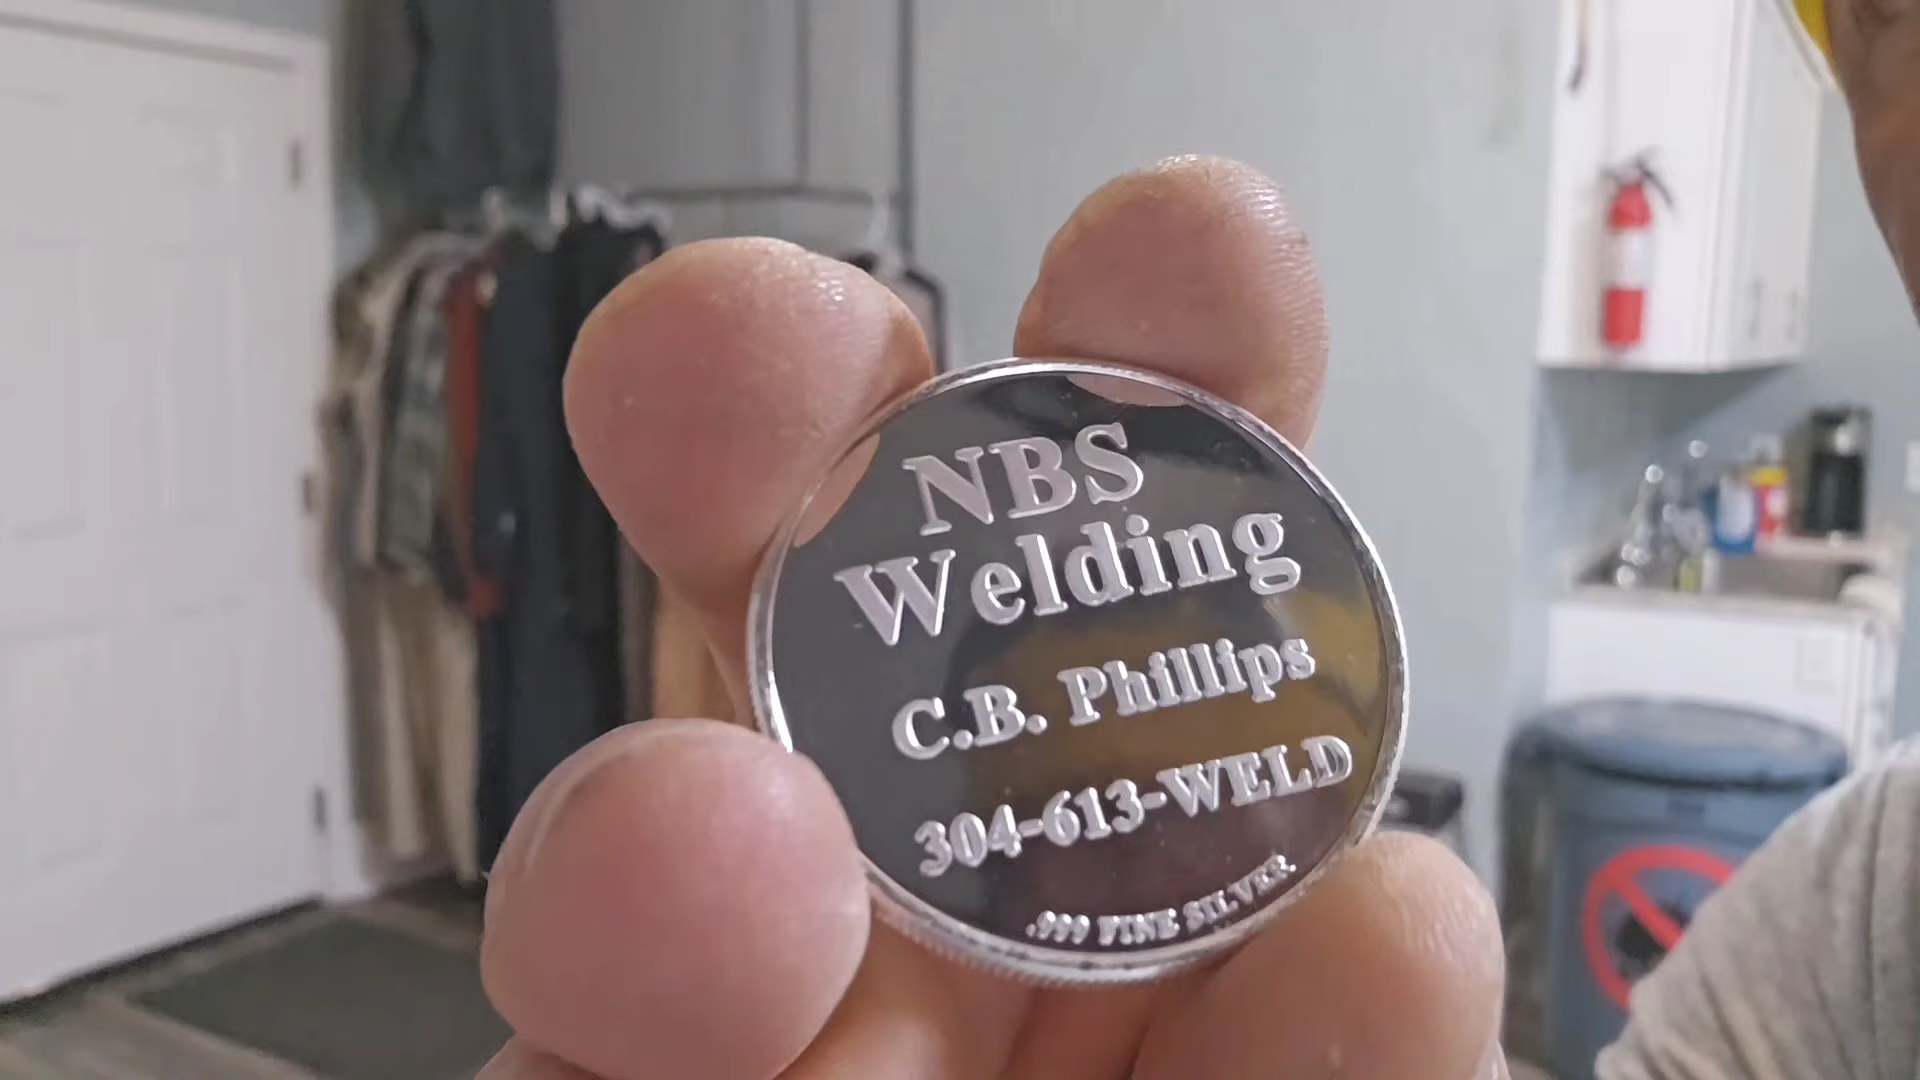 NBS
Welding
C.B. Phillips
304-613-WELD
.999 FINE SILVER